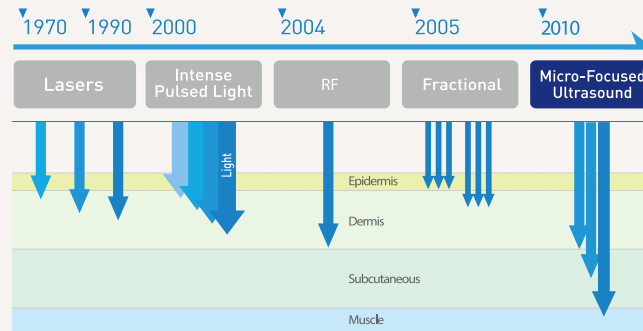 1970
1990
2000
2004
2005
2010
Lasers
Intense
Pulsed Light
RF
Fractional
Micro-Focused
Ultrasound
Light
Epidermis
Dermis
Subcutaneous
Muscle